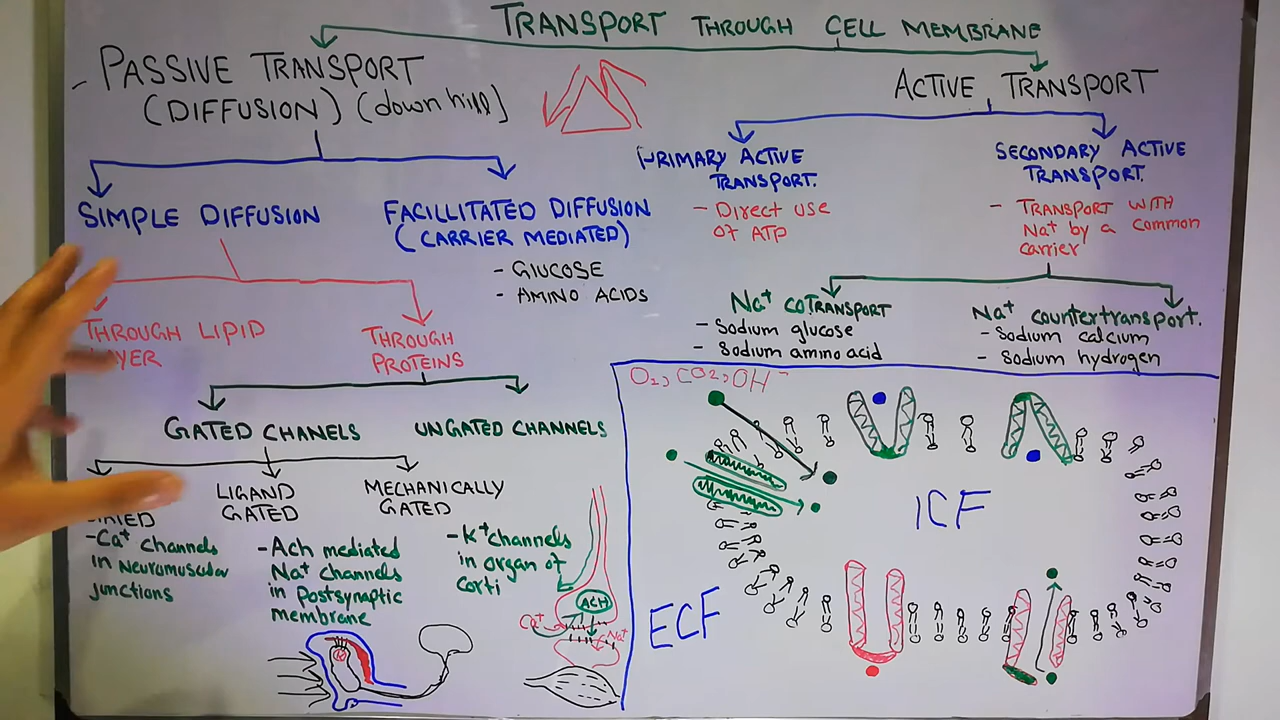 TRANSPORT THROUGH CELL MEMBRANE
- PASSIVE TRANSPORT
(DIFFUSION) (down hill)
ACTIVE TRANSPORT
SIMPLE DIFFUSION
FACILLITATED DIFFUSION
(CARRIER MEDIATED)
- GLUCOSE
- AMINO ACIDS
THROUGH LIPID
LAYER
THROUGH
PROTEINS
GATED CHANELS
UNGATED CHANNELS
LIGAND
GATED
MECHANICALLY
GATED
- Ca+ channels
in Neuromuscular
junctions
- Ach mediated
Na+ channels
in Postsynaptic
membrane
- K+ channels
in organ of
corti
ACH
Ca+
Na+
PRIMARY ACTIVE
TRANSPORT.
- Direct use
of ATP
SECONDARY ACTIVE
TRANSPORT.
- TRANSPORT WITH
Na+ by a common
carrier
Na+ COTRANSPORT
- Sodium glucose
- Sodium amino acid
Na+ countertransport.
- Sodium calcium
- Sodium hydrogen
O2, CO2, OH-
ICF
ECF